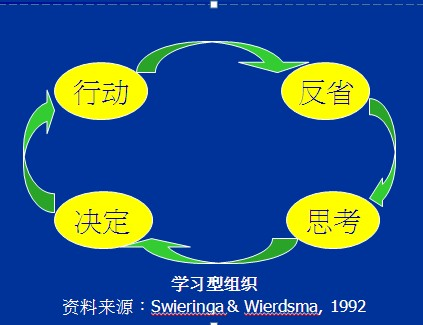 行动 反省
决定 思考
学习型组织
资料来源：Swieringa & Wierdsma, 1992